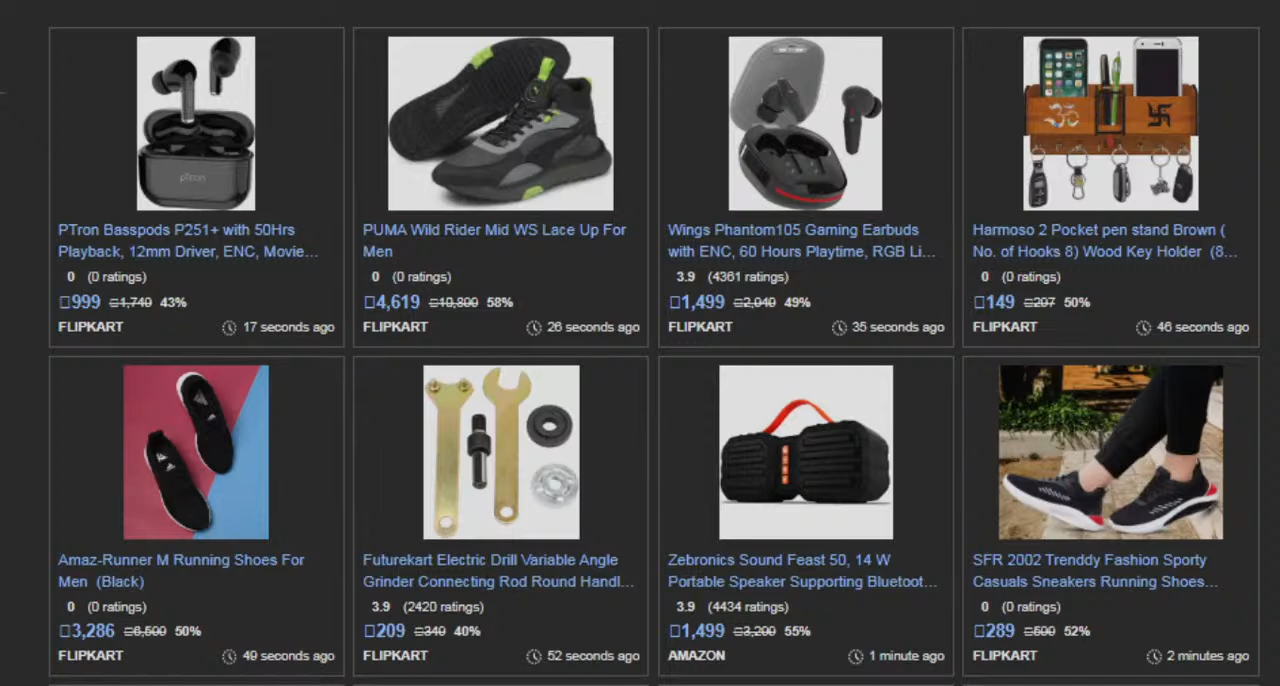 pTron
PTron Basspods P251+ with 50Hrs
Playback, 12mm Driver, ENC, Movie...
0 (0 ratings)
999 1,740 43%
FLIPKART 17 seconds ago
PUMA Wild Rider Mid WS Lace Up For
Men
0 (0 ratings)
4,619 10,800 58%
FLIPKART 26 seconds ago
Wings Phantom105 Gaming Earbuds
with ENC, 60 Hours Playtime, RGB Li...
3.9 (4361 ratings)
1,499 2,940 49%
FLIPKART 35 seconds ago
ॐ
Harmoso 2 Pocket pen stand Brown (
No. of Hooks 8) Wood Key Holder (8...
0 (0 ratings)
149 297 50%
FLIPKART 46 seconds ago
Amaz-Runner M Running Shoes For
Men (Black)
0 (0 ratings)
3,286 6,500 50%
FLIPKART 49 seconds ago
Futurekart Electric Drill Variable Angle
Grinder Connecting Rod Round Handl...
3.9 (2420 ratings)
209 340 40%
FLIPKART 52 seconds ago
Zebronics Sound Feast 50, 14 W
Portable Speaker Supporting Bluetoot...
3.9 (4434 ratings)
1,499 3,200 55%
AMAZON 1 minute ago
SFR 2002 Trenddy Fashion Sporty
Casuals Sneakers Running Shoes...
0 (0 ratings)
289 600 52%
FLIPKART 2 minutes ago